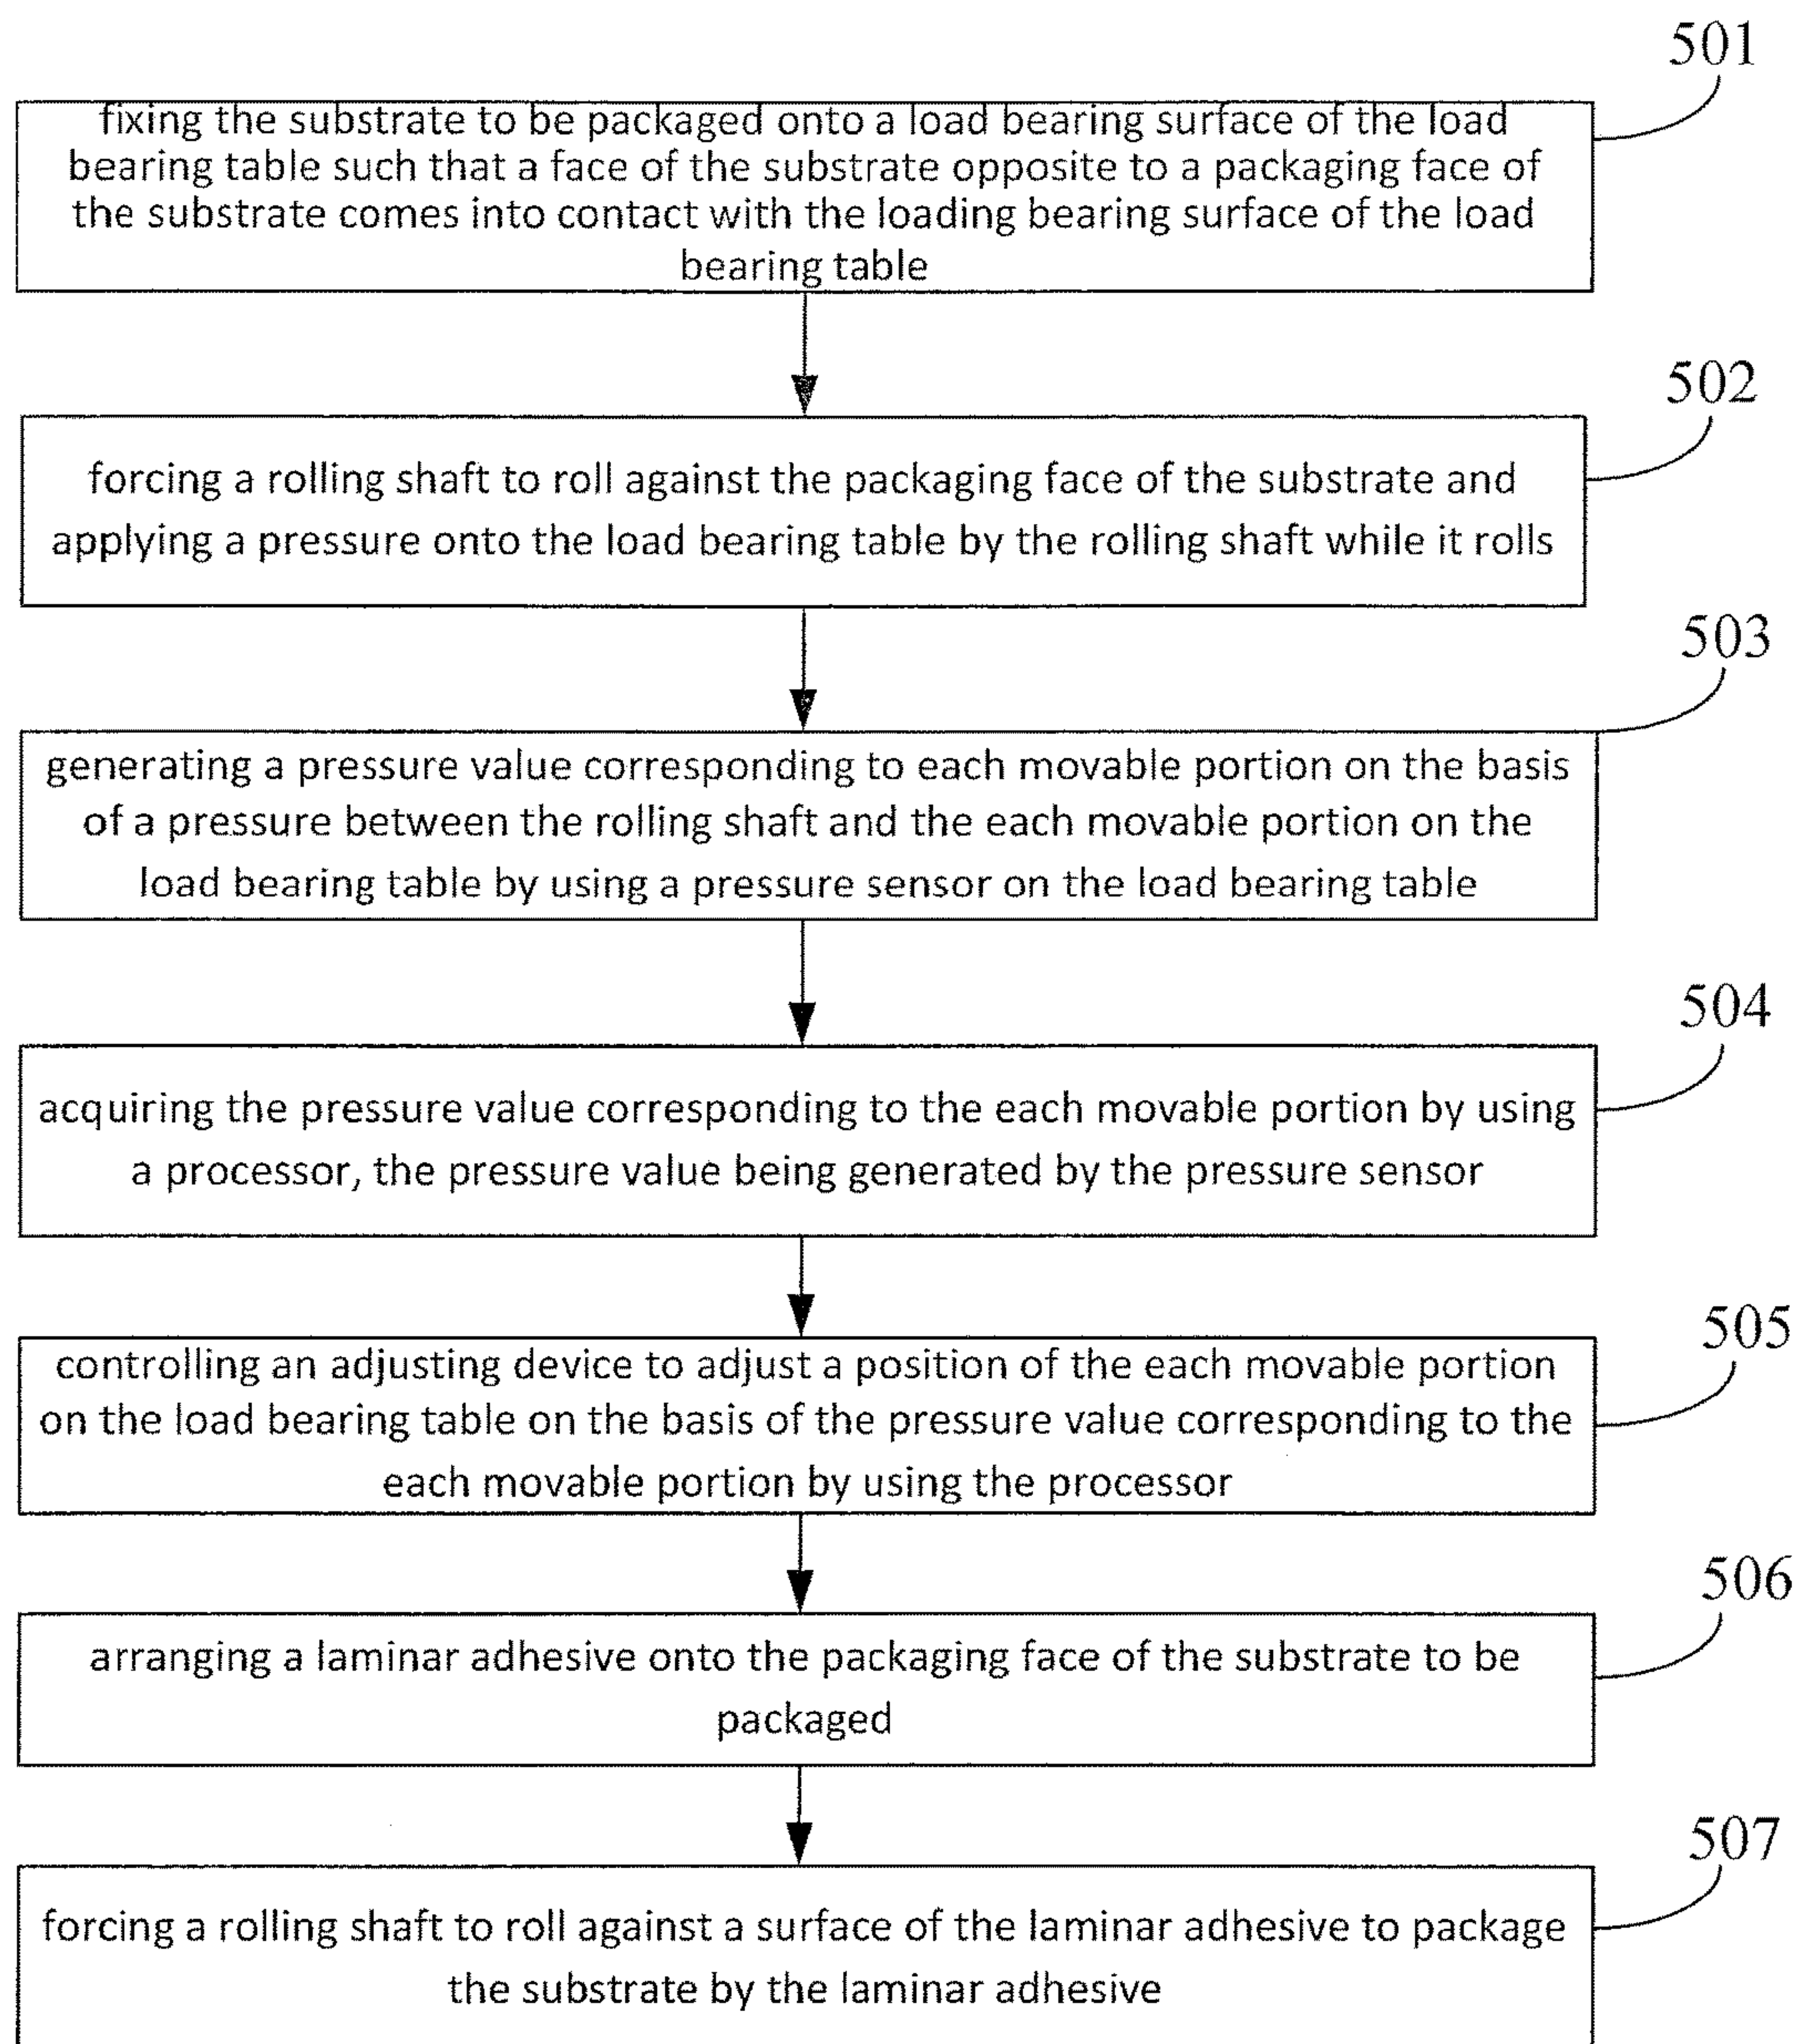 501
fixing the substrate to be packaged onto a load bearing surface of the load
bearing table such that a face of the substrate opposite to a packaging face of
the substrate comes into contact with the loading bearing surface of the load
bearing table
502
forcing a rolling shaft to roll against the packaging face of the substrate and
applying a pressure onto the load bearing table by the rolling shaft while it rolls
503
generating a pressure value corresponding to each movable portion on the basis
of a pressure between the rolling shaft and the each movable portion on the
load bearing table by using a pressure sensor on the load bearing table
504
acquiring the pressure value corresponding to the each movable portion by using
a processor, the pressure value being generated by the pressure sensor
505
controlling an adjusting device to adjust a position of the each movable portion
on the load bearing table on the basis of the pressure value corresponding to the
each movable portion by using the processor
506
arranging a laminar adhesive onto the packaging face of the substrate to be
packaged
507
forcing a rolling shaft to roll against a surface of the laminar adhesive to package
the substrate by the laminar adhesive